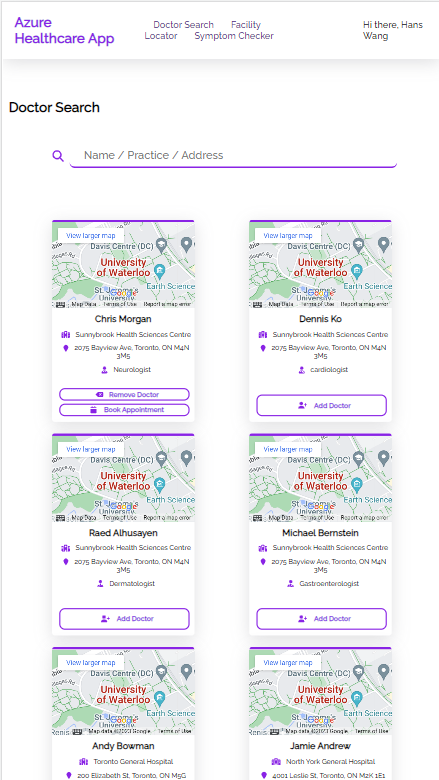 Azure
Healthcare App
Doctor Search Facility
Locator Symptom Checker
Hi there, Hans
Wang
Doctor Search
Name / Practice / Address
View larger map
Davis Centre (DC)
University
of Waterloo
St. Jerome's
University
Google
Earth Science
Map Data Terms of Use Report a map error
Chris Morgan
Sunnybrook Health Sciences Centre
2075 Bayview Ave, Toronto, ON M4N
3M5
Neurologist
Remove Doctor
Book Appointment
View larger map
Davis Centre (DC)
University
of Waterloo
St. Jerome's
University
Google
Earth Science
Map Data Terms of Use Report a map error
Dennis Ko
Sunnybrook Health Sciences Centre
2075 Bayview Ave, Toronto, ON M4N
3M5
cardiologist
Add Doctor
View larger map
Davis Centre (DC)
University
of Waterloo
St. Jerome's
University
Google
Earth Science
Map Data Terms of Use Report a map error
Raed Alhusayen
Sunnybrook Health Sciences Centre
2075 Bayview Ave, Toronto, ON M4N
3M5
Dermatologist
Add Doctor
View larger map
Davis Centre (DC)
University
of Waterloo
St. Jerome's
University
Google
Earth Science
Map Data Terms of Use Report a map error
Michael Bernstein
Sunnybrook Health Sciences Centre
2075 Bayview Ave, Toronto, ON M4N
3M5
Gastroenterologist
Add Doctor
View larger map
Davis Centre (DC)
University
of Waterloo
St. Jerome's
Google
Earth Science
Map data ©2023 Google Terms of Use
Andy Bowman
Toronto General Hospital
200 Elizabeth St, Toronto, ON M5G
View larger map
Davis Centre (DC)
University
of Waterloo
St. Jerome's
Google
Earth Science
Map data ©2023 Google Terms of Use
Jamie Andrew
North York General Hospital
4001 Leslie St, Toronto, ON M2K 1E1